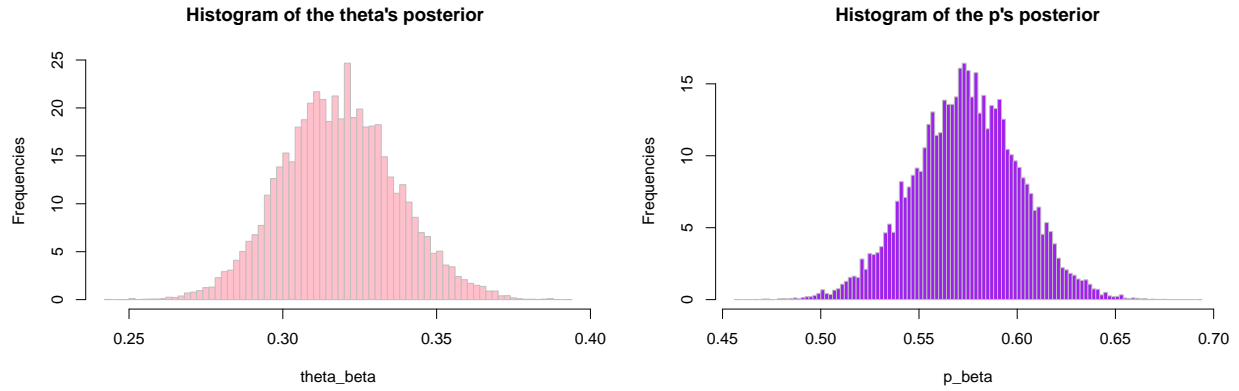 Histogram of the theta's posterior
Frequencies
25
20
15
10
5
0
0.25 0.30 0.35 0.40
theta_beta
Histogram of the p's posterior
Frequencies
15
10
5
0
0.45 0.50 0.55 0.60 0.65 0.70
p_beta